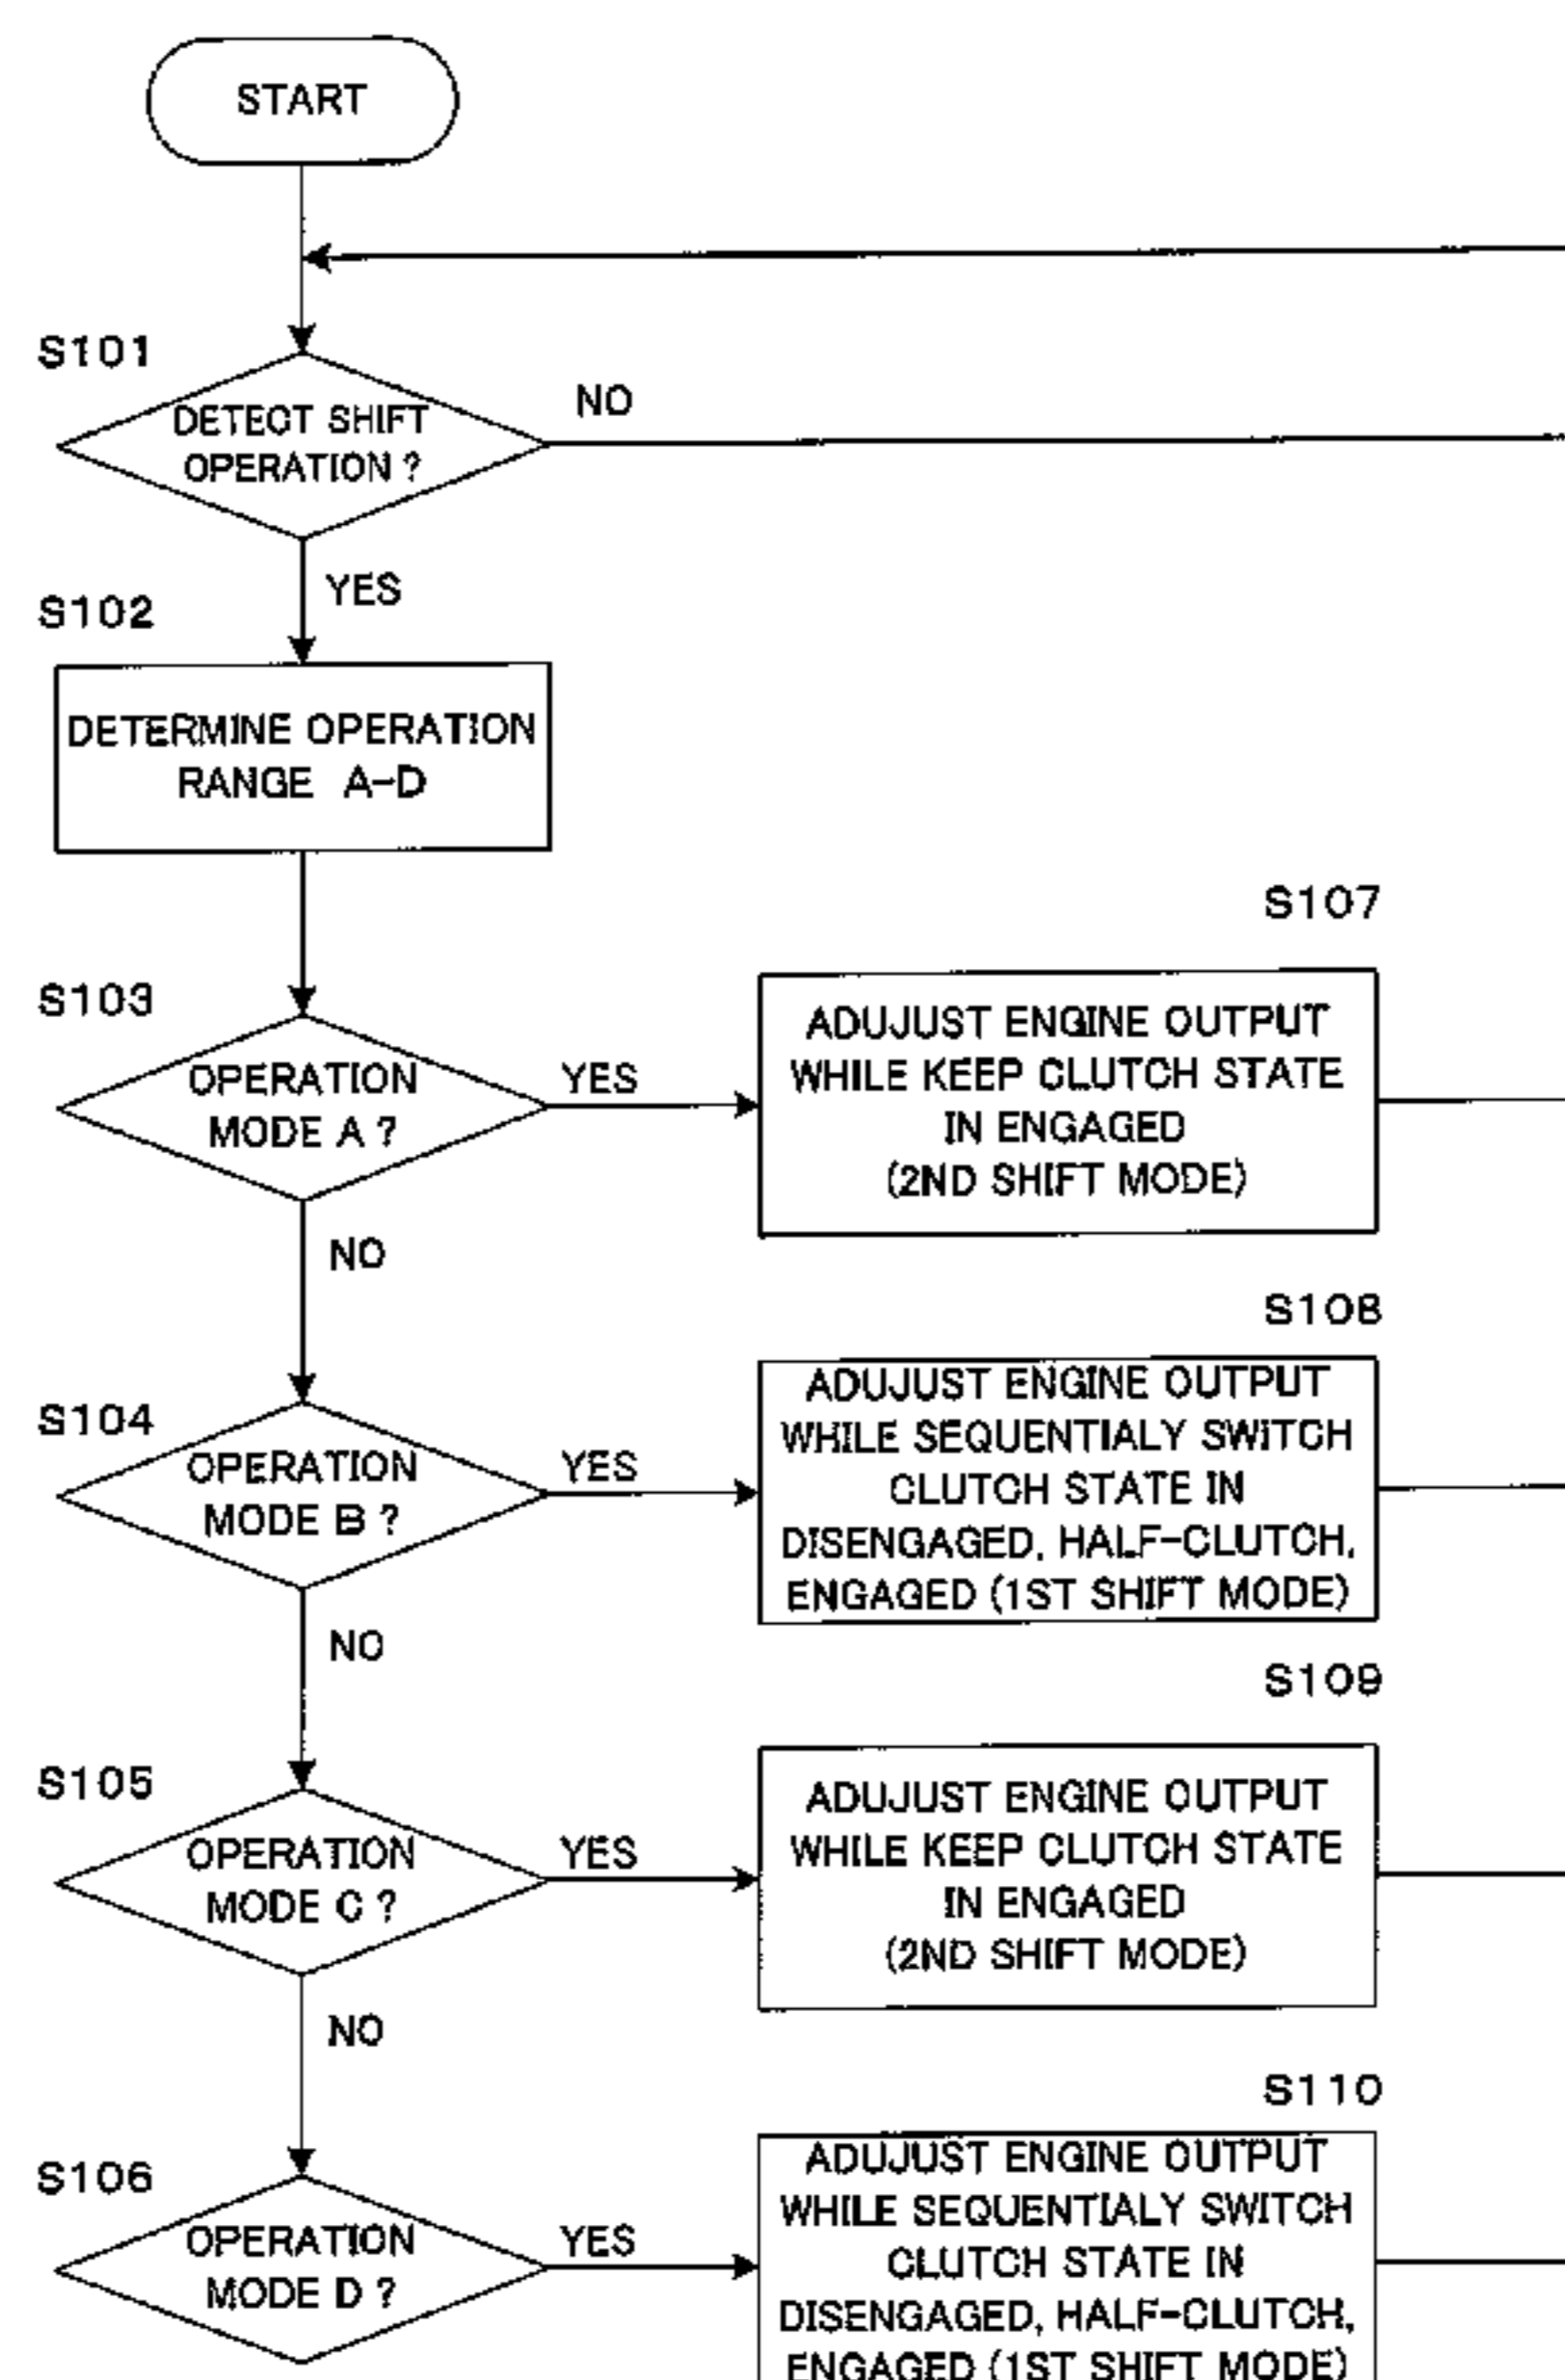 START
S101
DETECT SHIFT
OPERATION ?
NO
YES
S102
DETERMINE OPERATION
RANGE A-D
S103
OPERATION
MODE A ?
YES
NO
S107
ADUJUST ENGINE OUTPUT
WHILE KEEP CLUTCH STATE
IN ENGAGED
(2ND SHIFT MODE)
S104
OPERATION
MODE B ?
YES
NO
S108
ADUJUST ENGINE OUTPUT
WHILE SEQUENTIALY SWITCH
CLUTCH STATE IN
DISENGAGED, HALF-CLUTCH,
ENGAGED (1ST SHIFT MODE)
S105
OPERATION
MODE C ?
YES
NO
S109
ADUJUST ENGINE OUTPUT
WHILE KEEP CLUTCH STATE
IN ENGAGED
(2ND SHIFT MODE)
S106
OPERATION
MODE D ?
YES
S110
ADUJUST ENGINE OUTPUT
WHILE SEQUENTIALY SWITCH
CLUTCH STATE IN
DISENGAGED, HALF-CLUTCH,
ENGAGED (1ST SHIFT MODE)